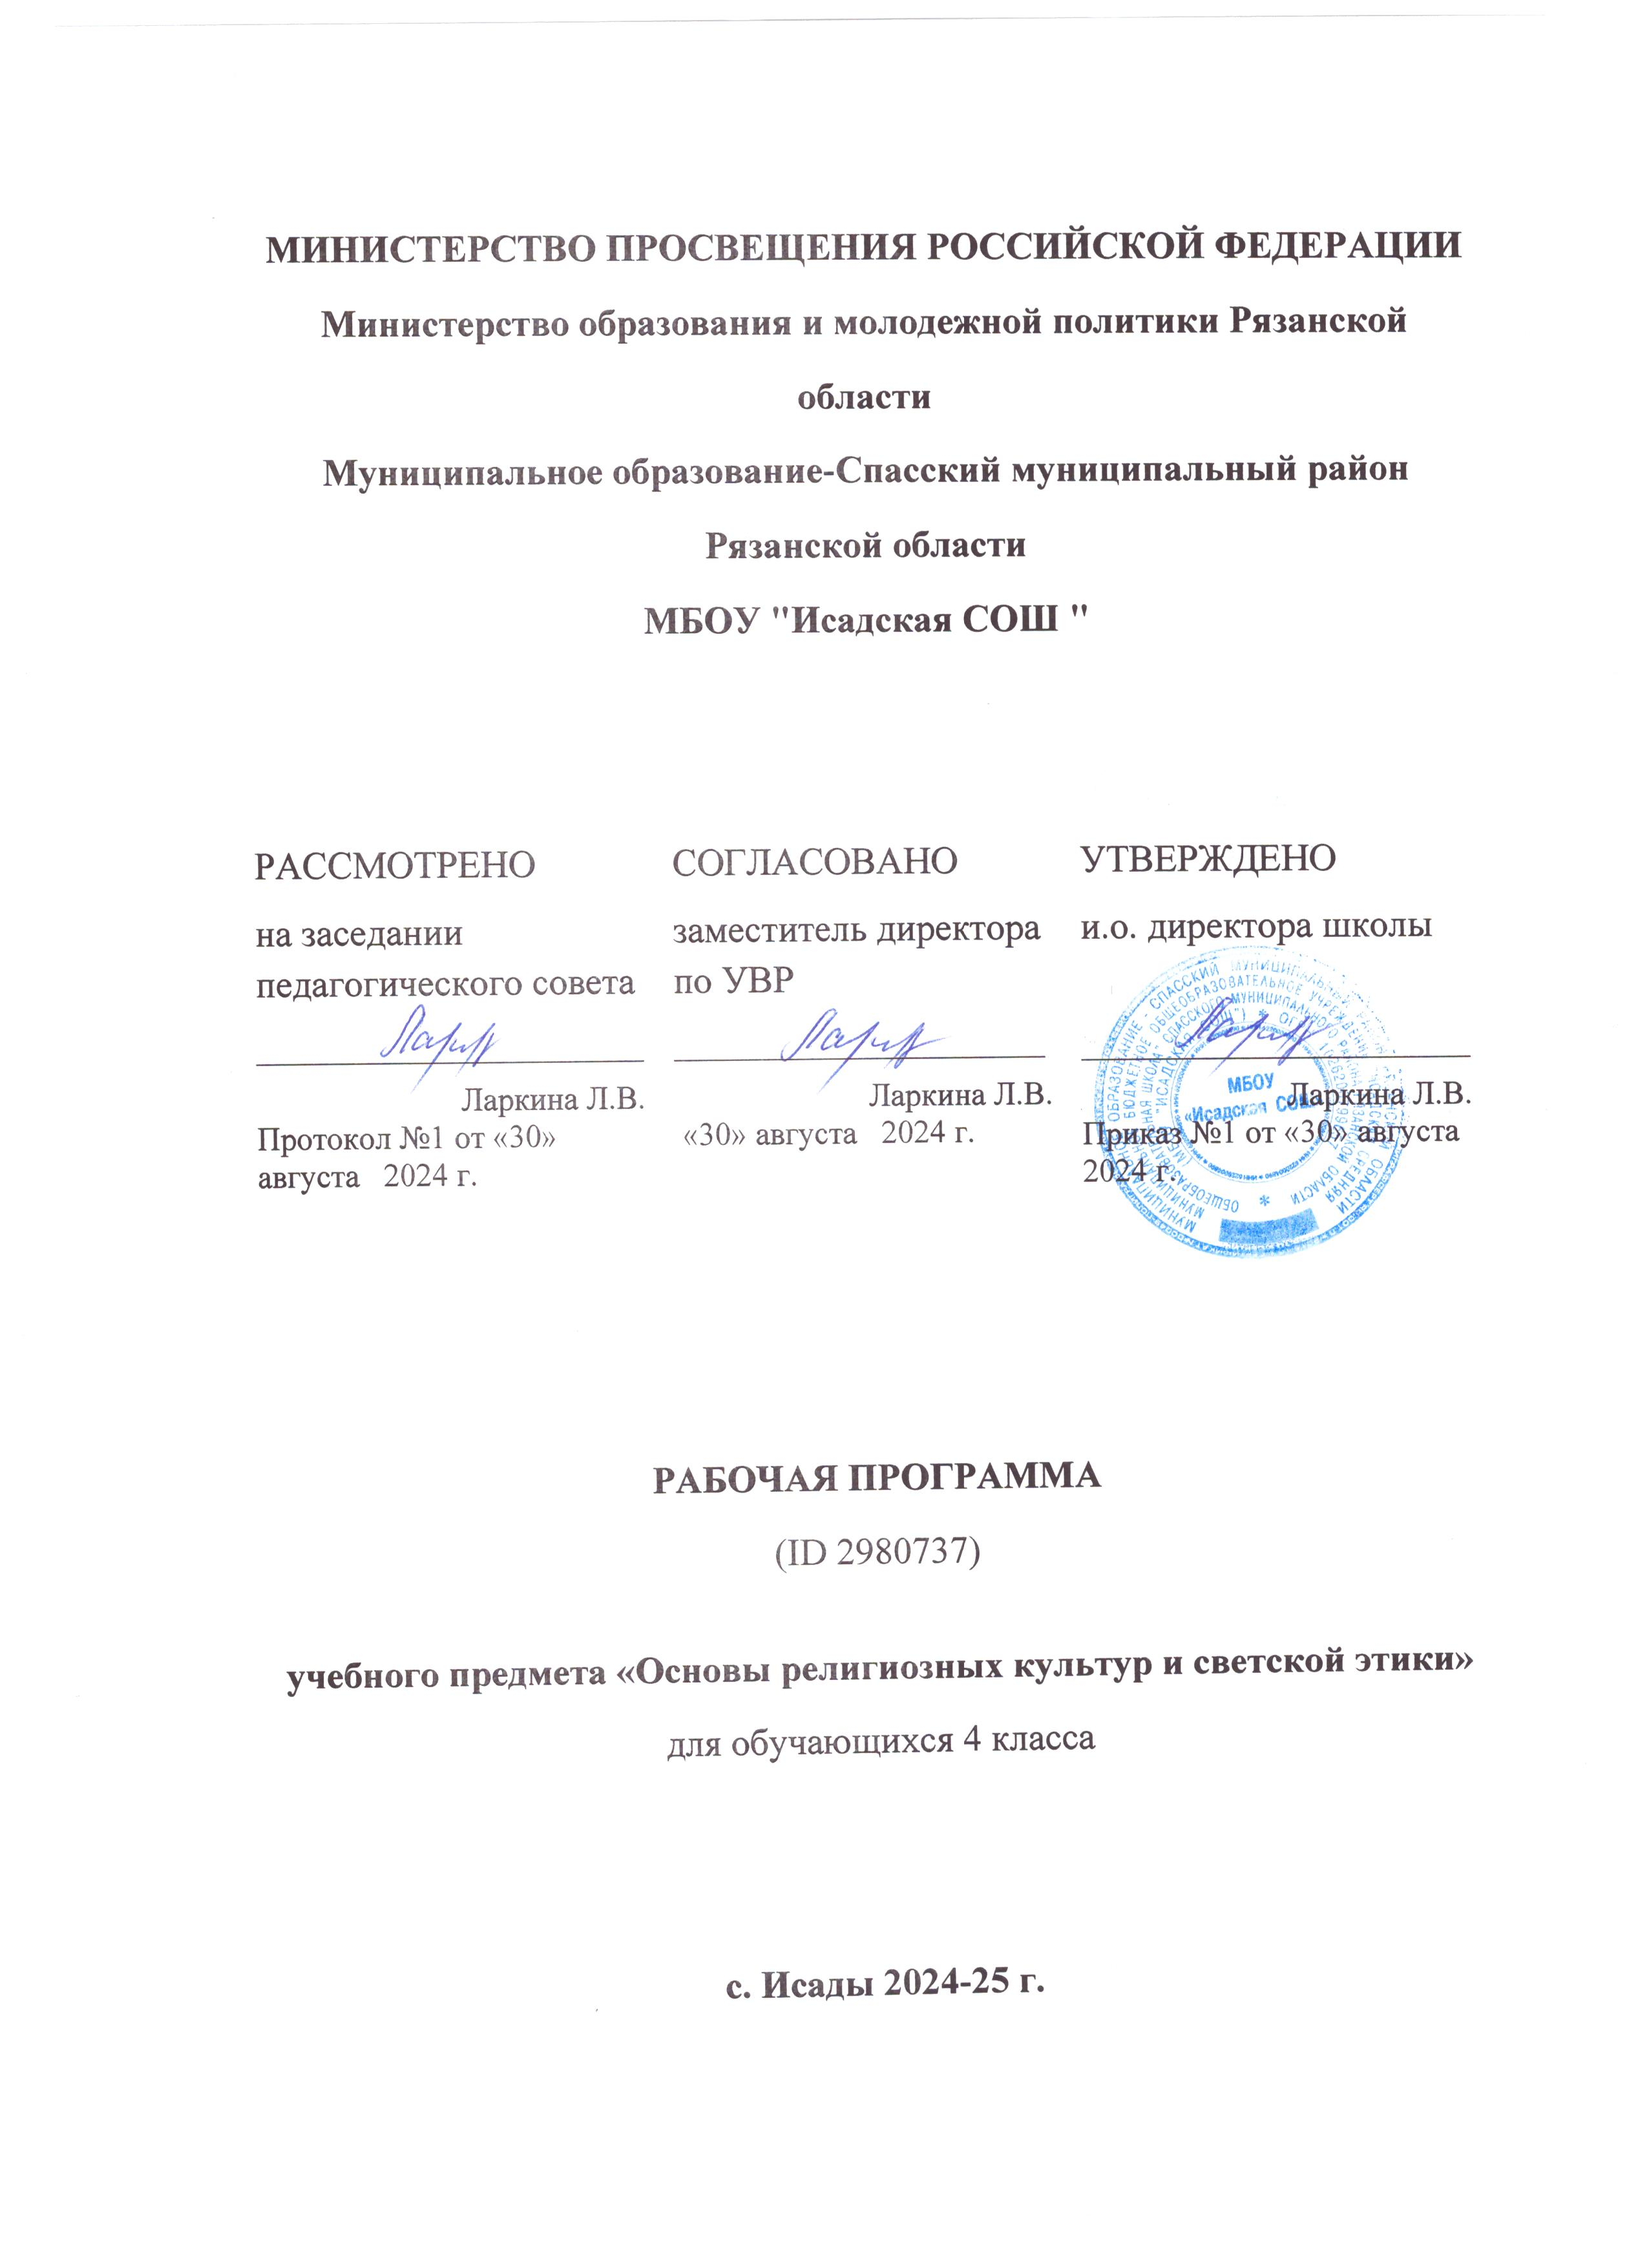 МИНИСТЕРСТВО ПРОСВЕЩЕНИЯ РОССИЙСКОЙ ФЕДЕРАЦИИ
Министерство образования и молодежной политики Рязанской
области
Муниципальное образование-Спасский муниципальный район
Рязанской области
МБОУ "Исадская СОШ "
РАССМОТРЕНО
на заседании
педагогического совета
Ларкина Л.В.
Протокол №1 от «30»
августа 2024 г.
СОГЛАСОВАНО
заместитель директора
по УВР
Ларкина Л.В.
«30» августа 2024 г.
УТВЕРЖДЕНО
и.о. директора школы
Ларкина Л.В.
Приказ №1 от «30» августа
2024 г.
МБОУ
«Исадская СОШ
РАБОЧАЯ ПРОГРАММА
(ID 2980737)
учебного предмета «Основы религиозных культур и светской этики»
для обучающихся 4 класса
с. Исады 2024-25 г.